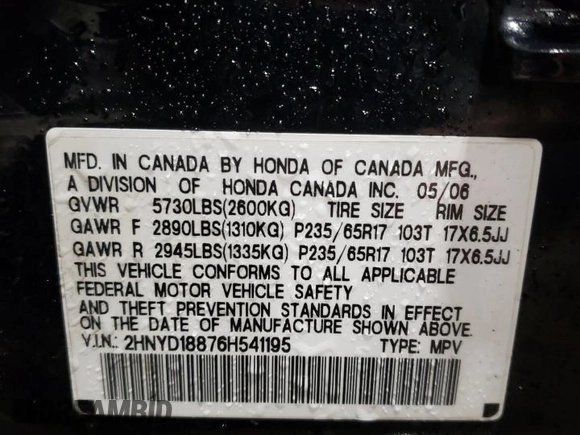 MFD. IN CANADA BY HONDA OF CANADA MFG.,
A DIVISION OF HONDA CANADA INC. 05/06
GVWR 5730LBS(2600KG) TIRE SIZE RIM SIZE
GAWR F 2890LBS(1310KG) P235/65R17 103T 17X6.5JJ
GAWR R 2945LBS(1335KG) P235/65R17 103T 17X6.5JJ
THIS VEHICLE CONFORMS TO ALL APPLICABLE
FEDERAL MOTOR VEHICLE SAFETY
AND THEFT PREVENTION STANDARDS IN EFFECT
ON THE DATE OF MANUFACTURE SHOWN ABOVE.
V.I.N.: 2HNYD18876H541195 TYPE: MPV